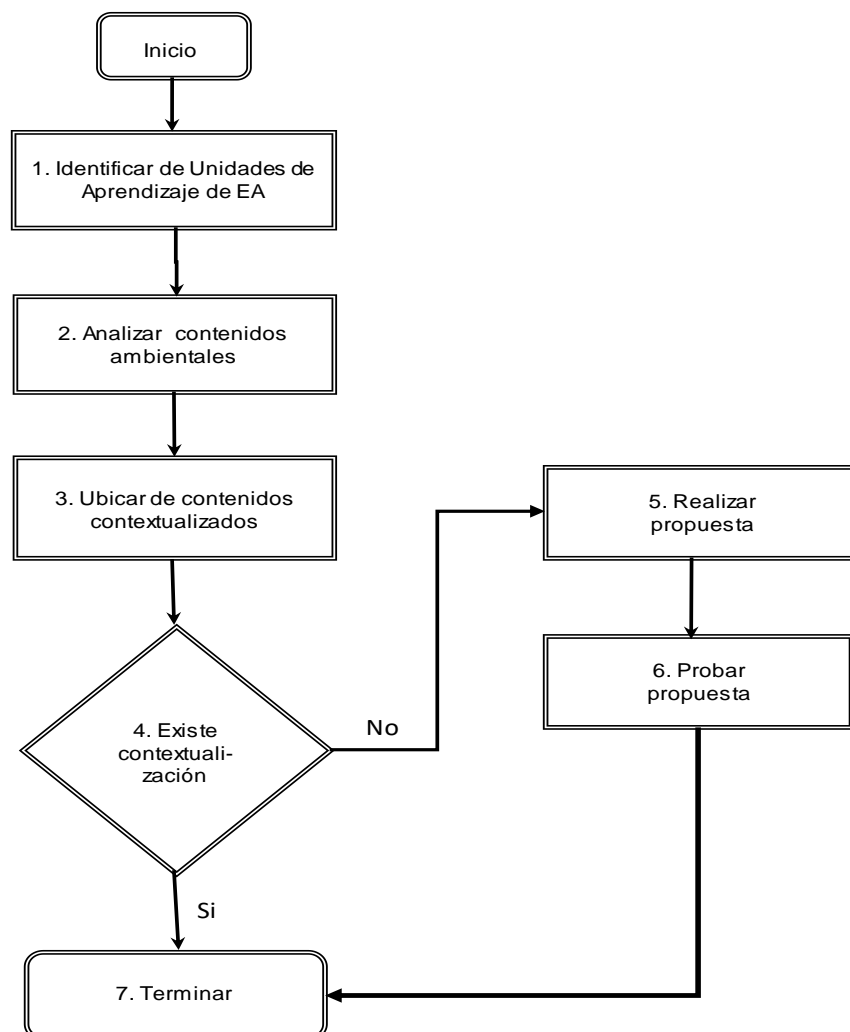 Inicio
1. Identificar de Unidades de
Aprendizaje de EA
2. Analizar contenidos
ambientales
3. Ubicar de contenidos
contextualizados
4. Existe
contextuali-
zación
No
Si
5. Realizar
propuesta
6. Probar
propuesta
7. Terminar